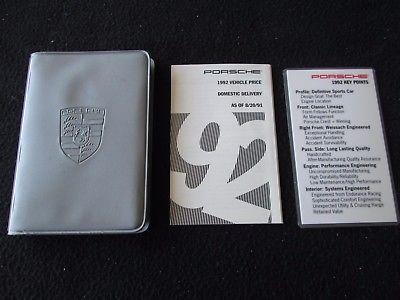 PORSCHE
PORSCHE
1992 VEHICLE PRICE
DOMESTIC DELIVERY
AS OF 8/20/91
92
PORSCHE
1992 KEY POINTS
Profile: Definitive Sports Car
Design Goal: The Best
Engine Location
Front: Classic Lineage
Form Follows Function
Air Management
Porsche Crest = Winning
Right Front: Weissach Engineered
Exceptional Handling
Accident Avoidance
Accident Survivability
Pass. Side: Long Lasting Quality
Handcrafted
After-Manufacturing Quality Assurance
Engine: Performance Engineering
Uncompromised Manufacturing
High Durability/Reliability
Low Maintenance/High Performance
Interior: Systems Engineered
Engineered from Endurance Racing
Sophisticated Comfort Engineering
Unexpected Utility & Cruising Range
Retained Value